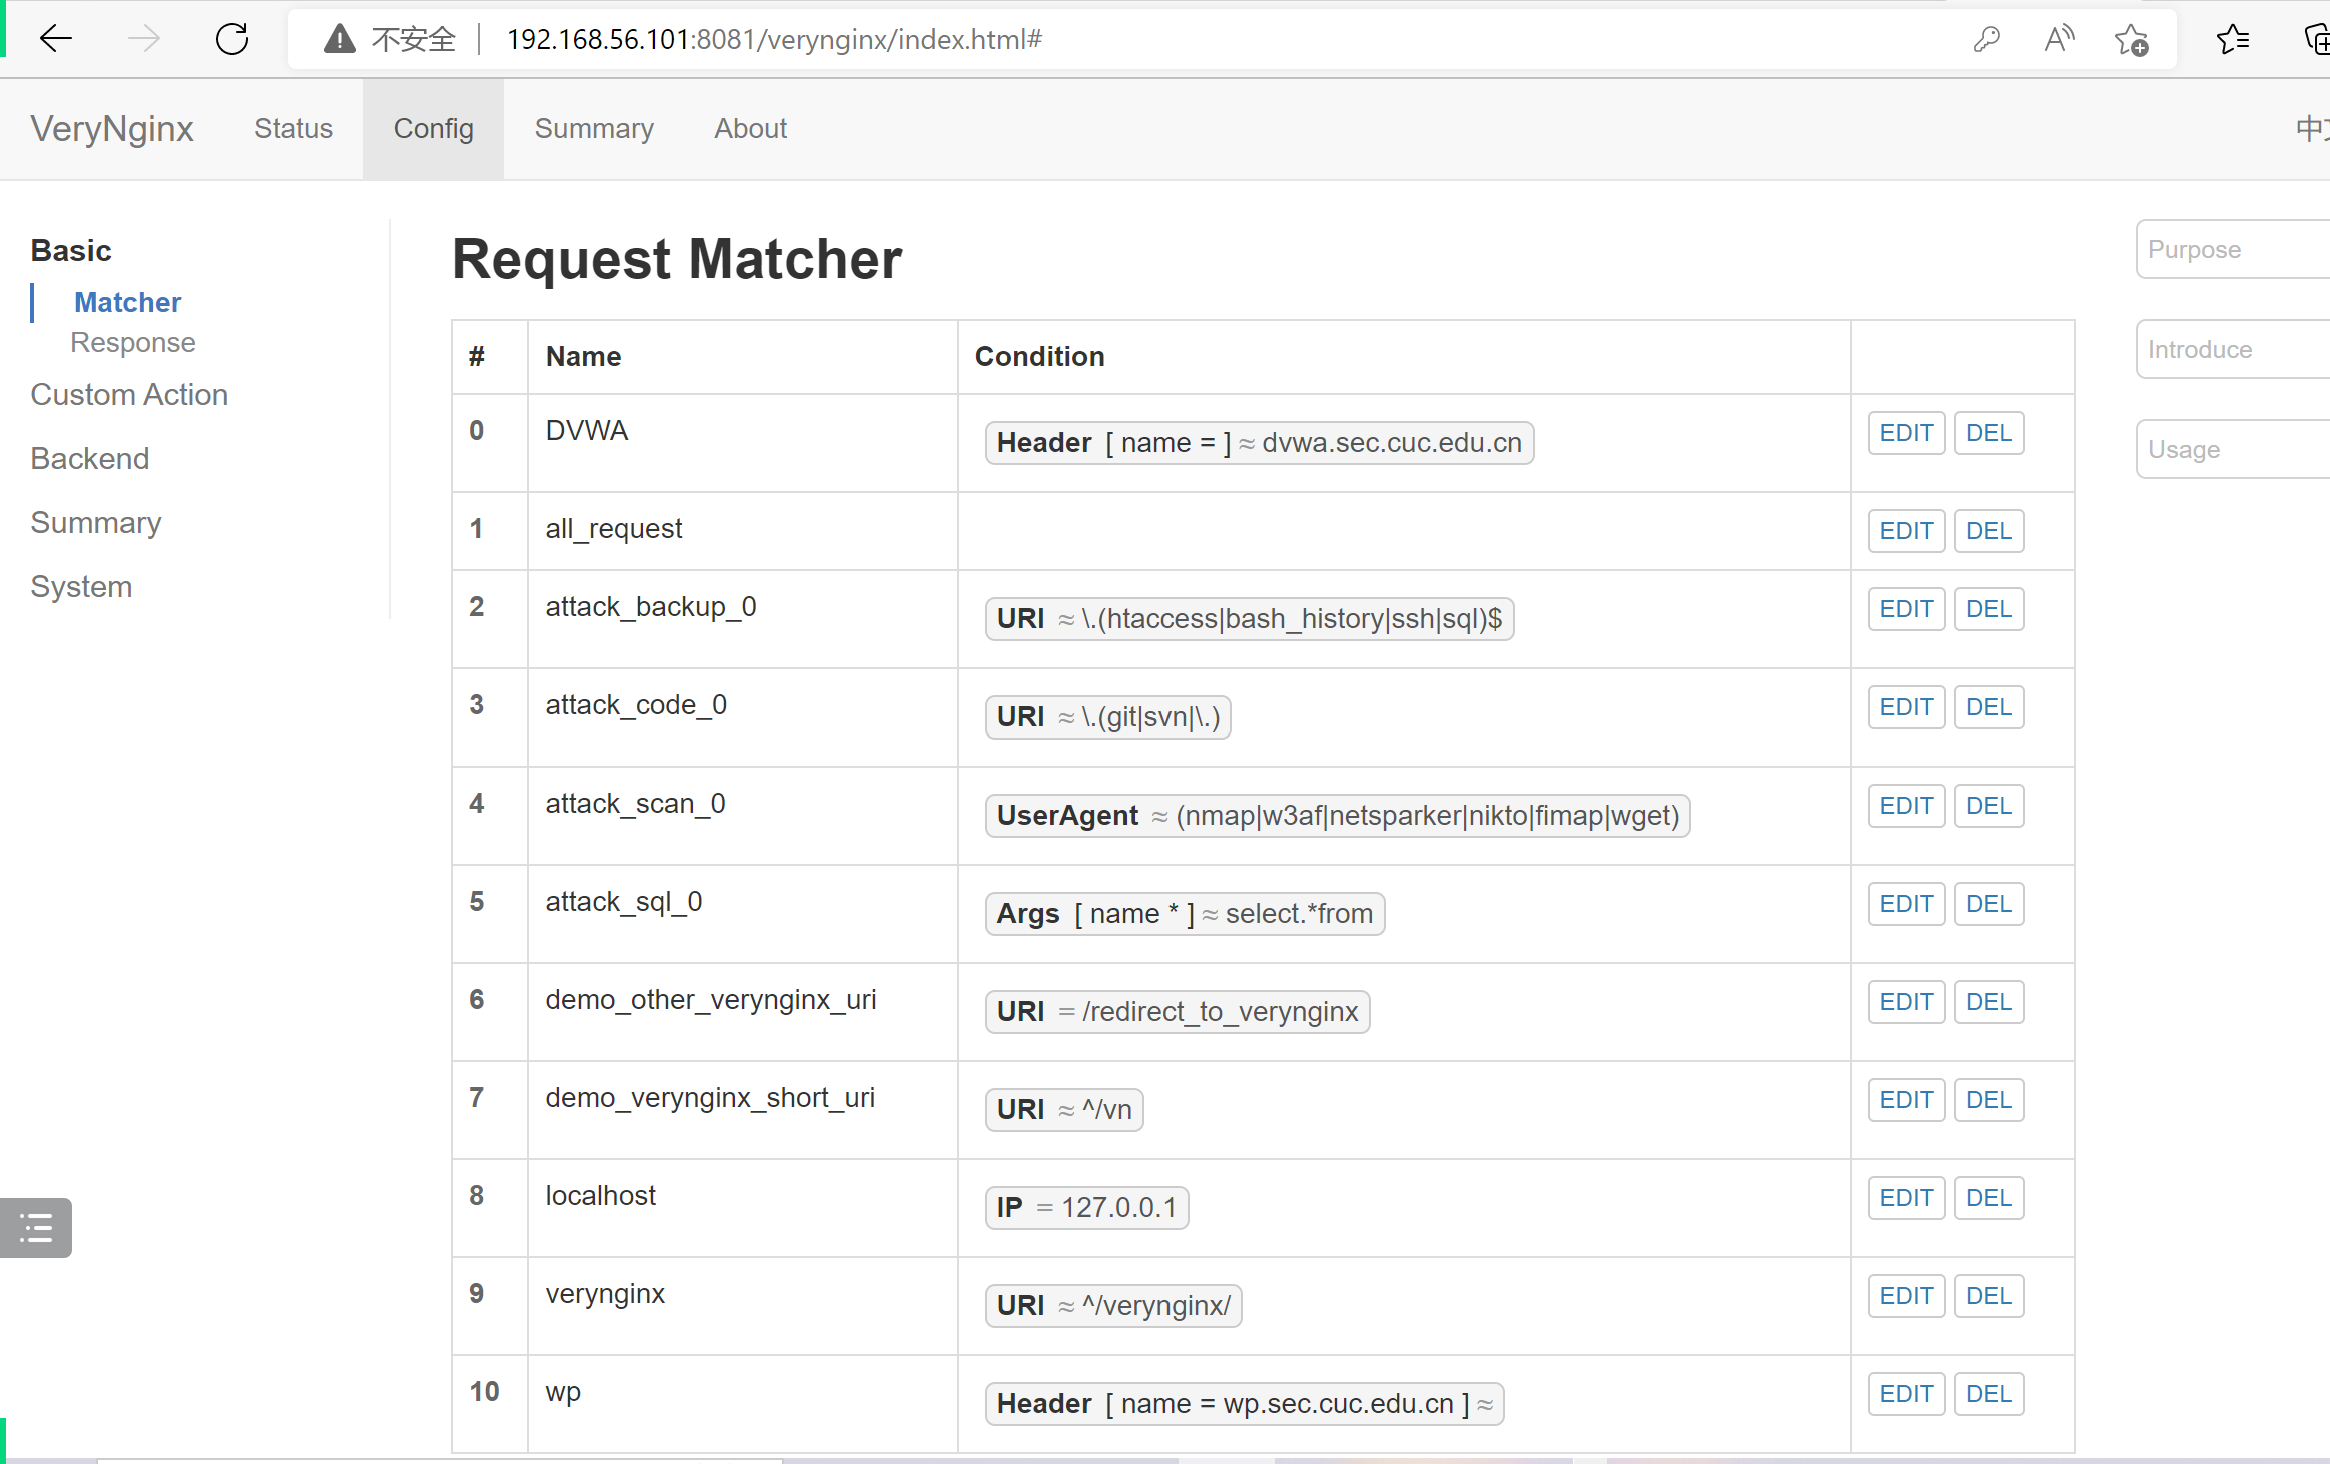 不安全 192.168.56.101:8081/verynginx/index.html#
VeryNginx Status Config Summary About
Basic
Matcher
Response
Custom Action
Backend
Summary
System
Request Matcher
# Name Condition
0 DVWA Header [ name = ] ≈ dvwa.sec.cuc.edu.cn EDIT DEL
1 all_request EDIT DEL
2 attack_backup_0 URI ≈ \.(htaccess|bash_history|ssh|sql)$ EDIT DEL
3 attack_code_0 URI ≈ \.(git|svn|\.) EDIT DEL
4 attack_scan_0 UserAgent ≈ (nmap|w3af|netsparker|nikto|fimap|wget) EDIT DEL
5 attack_sql_0 Args [ name * ] ≈ select.*from EDIT DEL
6 demo_other_verynginx_uri URI = /redirect_to_verynginx EDIT DEL
7 demo_verynginx_short_uri URI ≈ ^/vn EDIT DEL
8 localhost IP = 127.0.0.1 EDIT DEL
9 verynginx URI ≈ ^/verynginx/ EDIT DEL
10 wp Header [ name = wp.sec.cuc.edu.cn ] ≈ EDIT DEL
Purpose
Introduce
Usage